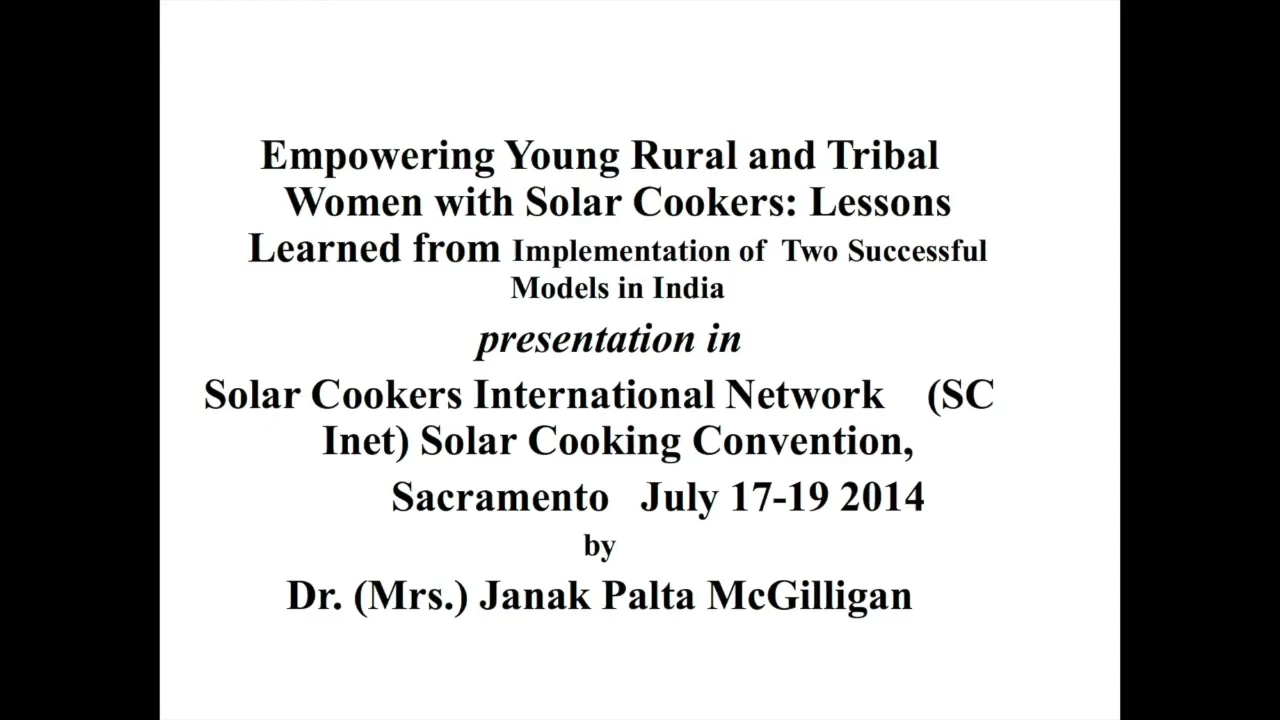 Empowering Young Rural and Tribal
Women with Solar Cookers: Lessons
Learned from Implementation of Two Successful
Models in India
presentation in
Solar Cookers International Network (SC
Inet) Solar Cooking Convention,
Sacramento July 17-19 2014
by
Dr. (Mrs.) Janak Palta McGilligan